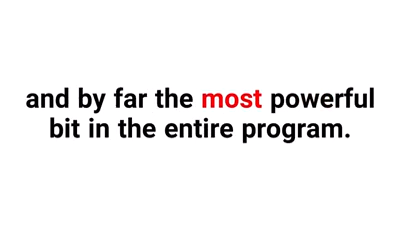 and by far the most powerful
bit in the entire program.